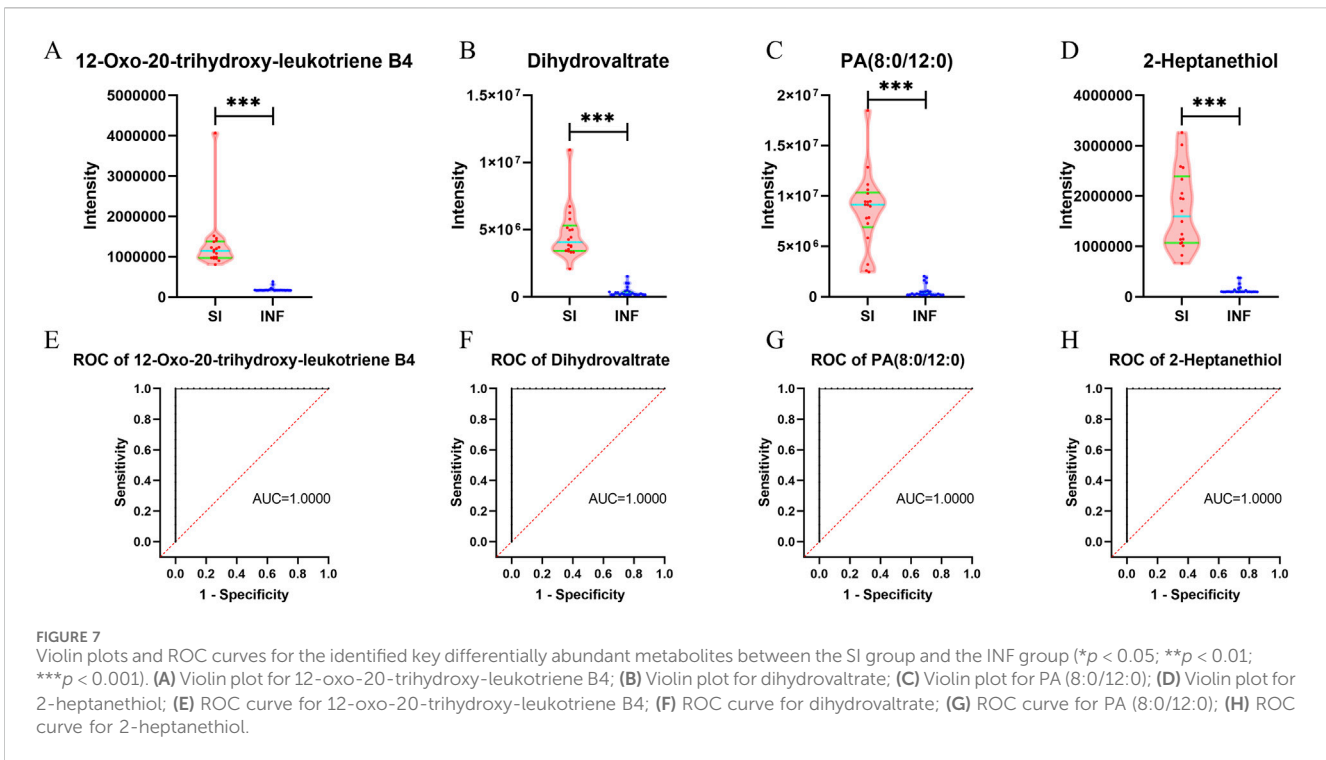 A
12-Oxo-20-trihydroxy-leukotriene B4
5000000
4000000
3000000
2000000
1000000
0
Intensity
***
SI
INF
B
Dihydrovaltrate
1.5×10⁷
1×10⁷
5×10⁶
0
Intensity
***
SI
INF
C
PA(8:0/12:0)
2×10⁷
1.5×10⁷
1×10⁷
5×10⁶
0
Intensity
***
SI
INF
D
2-Heptanethiol
4000000
3000000
2000000
1000000
0
Intensity
***
SI
INF
E
ROC of 12-Oxo-20-trihydroxy-leukotriene B4
1.0
0.8
0.6
0.4
0.2
0.0
Sensitivity
AUC=1.0000
0.0 0.2 0.4 0.6 0.8 1.0
1 - Specificity
F
ROC of Dihydrovaltrate
1.0
0.8
0.6
0.4
0.2
0.0
Sensitivity
AUC=1.0000
0.0 0.2 0.4 0.6 0.8 1.0
1 - Specificity
G
ROC of PA(8:0/12:0)
1.0
0.8
0.6
0.4
0.2
0.0
Sensitivity
AUC=1.0000
0.0 0.2 0.4 0.6 0.8 1.0
1 - Specificity
H
ROC of 2-Heptanethiol
1.0
0.8
0.6
0.4
0.2
0.0
Sensitivity
AUC=1.0000
0.0 0.2 0.4 0.6 0.8 1.0
1 - Specificity
FIGURE 7
Violin plots and ROC curves for the identified key differentially abundant metabolites between the SI group and the INF group (*p < 0.05; **p < 0.01;
***p < 0.001). (A) Violin plot for 12-oxo-20-trihydroxy-leukotriene B4; (B) Violin plot for dihydrovaltrate; (C) Violin plot for PA (8:0/12:0); (D) Violin plot for
2-heptanethiol; (E) ROC curve for 12-oxo-20-trihydroxy-leukotriene B4; (F) ROC curve for dihydrovaltrate; (G) ROC curve for PA (8:0/12:0); (H) ROC
curve for 2-heptanethiol.